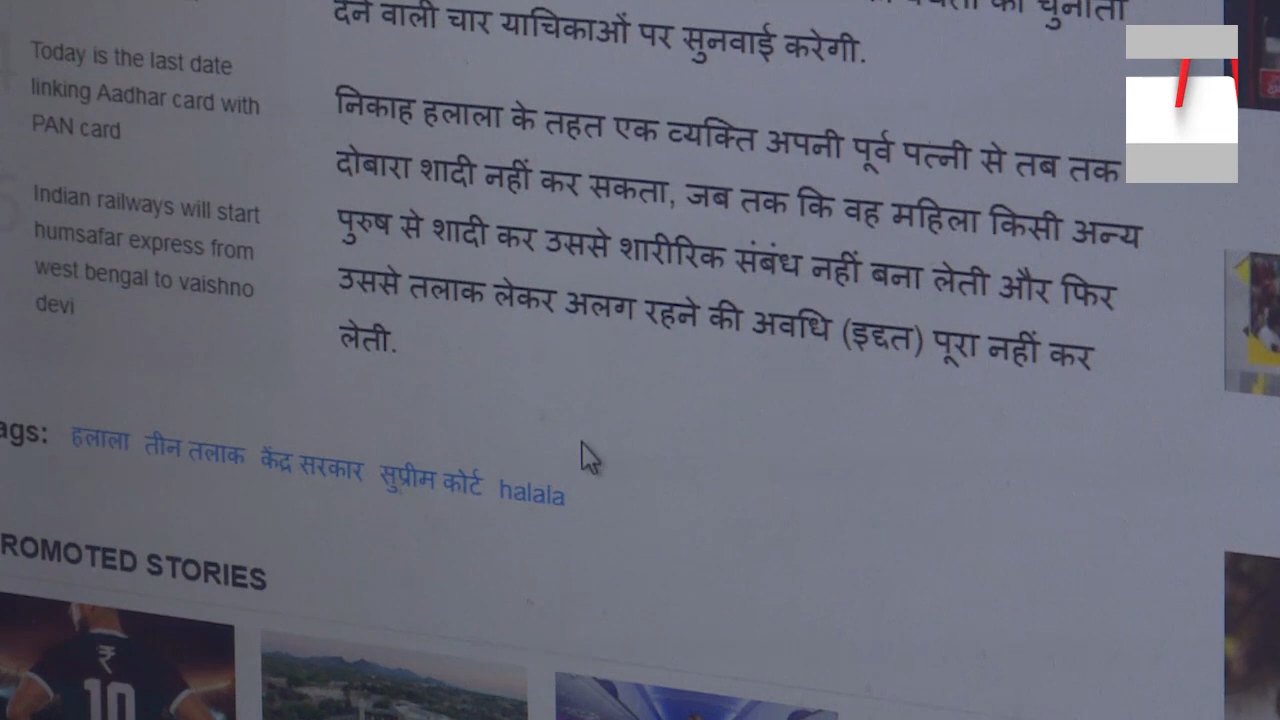 Today is the last date
linking Aadhar card with
PAN card
Indian railways will start
humsafar express from
west bengal to vaishno
devi
को चुनौती
देने वाली चार याचिकाओं पर सुनवाई करेगी.
निकाह हलाला के तहत एक व्यक्ति अपनी पूर्व पत्नी से तब तक
दोबारा शादी नहीं कर सकता, जब तक कि वह महिला किसी अन्य
पुरुष से शादी कर उससे शारीरिक संबंध नहीं बना लेती और फिर
उससे तलाक लेकर अलग रहने की अवधि (इद्दत) पूरा नहीं कर
लेती.
ags: हलाला तीन तलाक केंद्र सरकार सुप्रीम कोर्ट halala
ROMOTED STORIES
₹
10